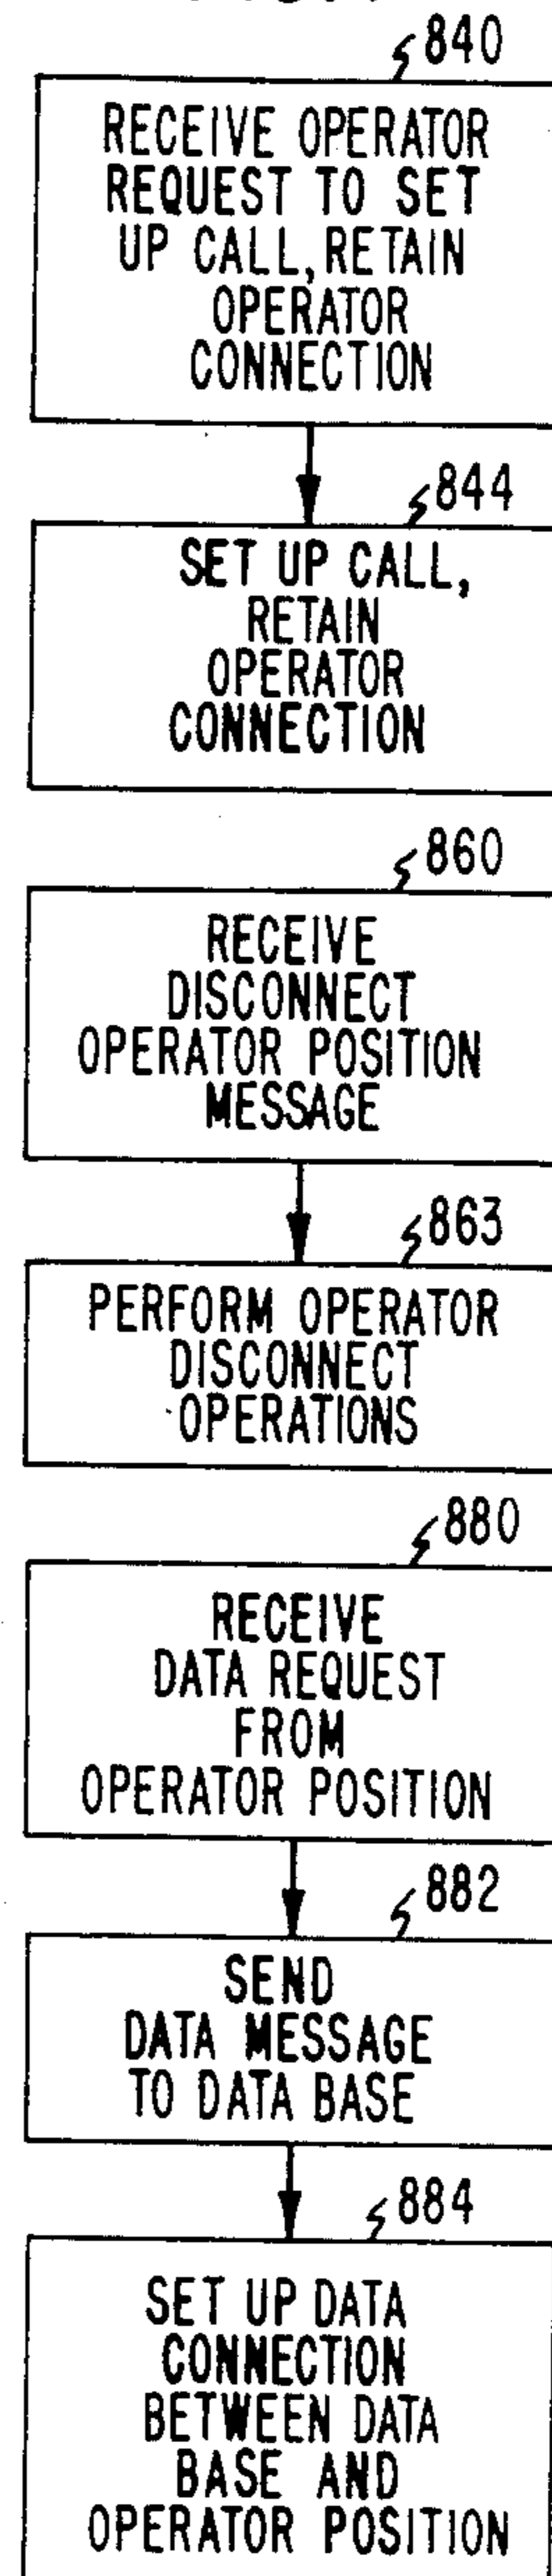 840
RECEIVE OPERATOR
REQUEST TO SET
UP CALL, RETAIN
OPERATOR
CONNECTION
844
SET UP CALL,
RETAIN
OPERATOR
CONNECTION
860
RECEIVE
DISCONNECT
OPERATOR POSITION
MESSAGE
863
PERFORM OPERATOR
DISCONNECT
OPERATIONS
880
RECEIVE
DATA REQUEST
FROM
OPERATOR POSITION
882
SEND
DATA MESSAGE
TO DATA BASE
884
SET UP DATA
CONNECTION
BETWEEN DATA
BASE AND
OPERATOR POSITION